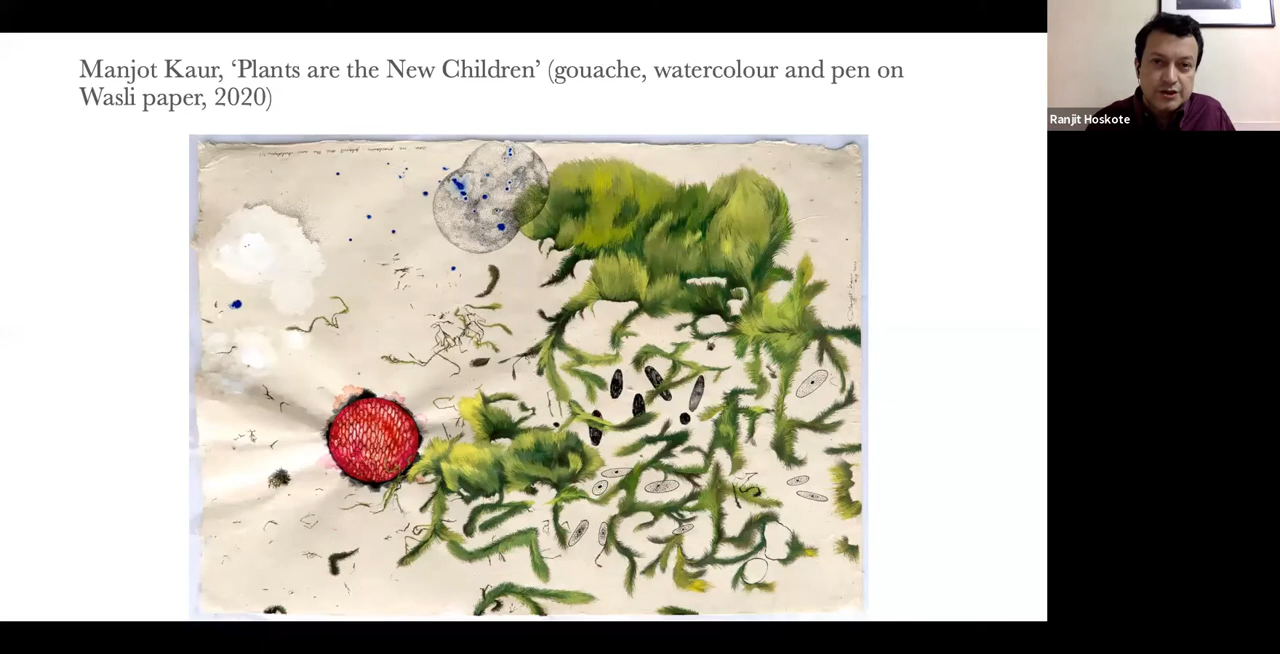 Manjot Kaur, ‘Plants are the New Children’ (gouache, watercolour and pen on
Wasli paper, 2020)
Ranjit Hoskote